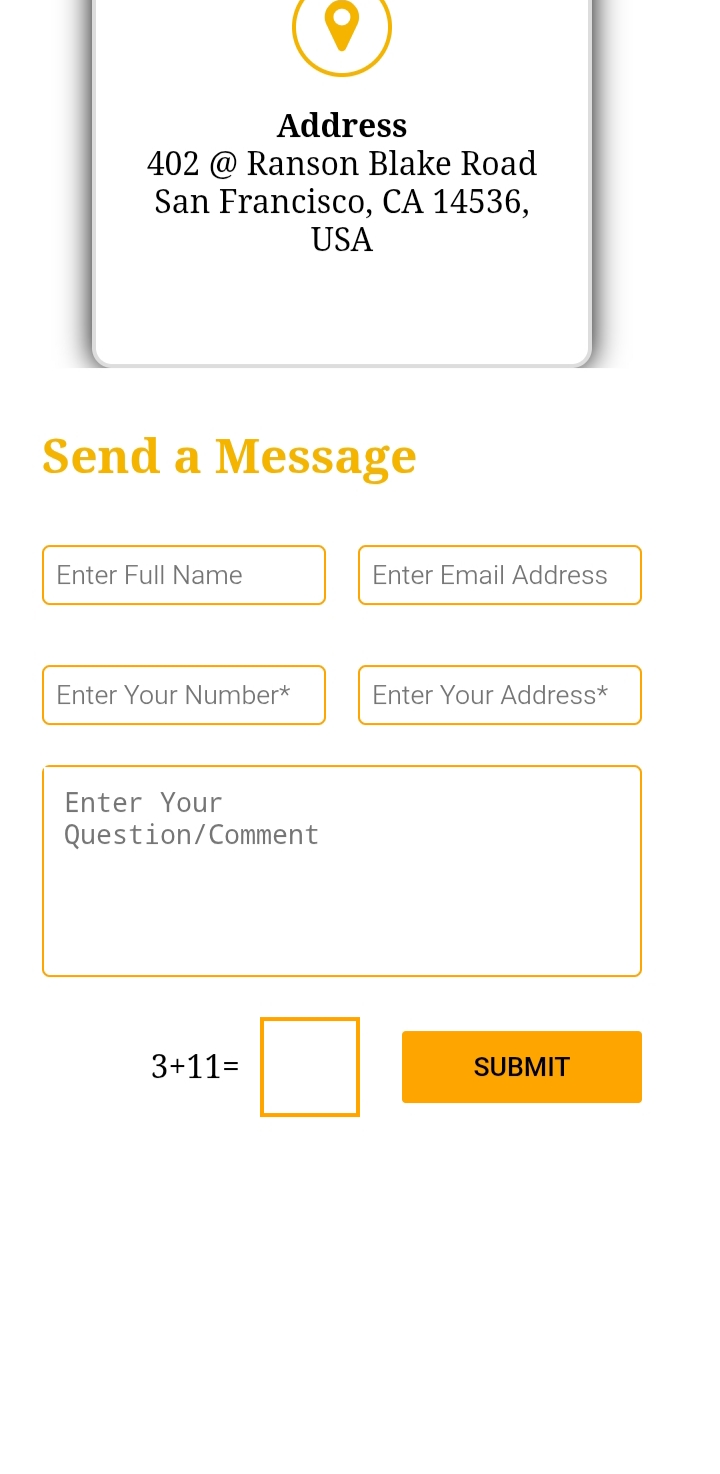 Address
402 @ Ranson Blake Road
San Francisco, CA 14536,
USA
Send a Message
Enter Full Name
Enter Email Address
Enter Your Number*
Enter Your Address*
Enter Your
Question/Comment
3+11=
SUBMIT